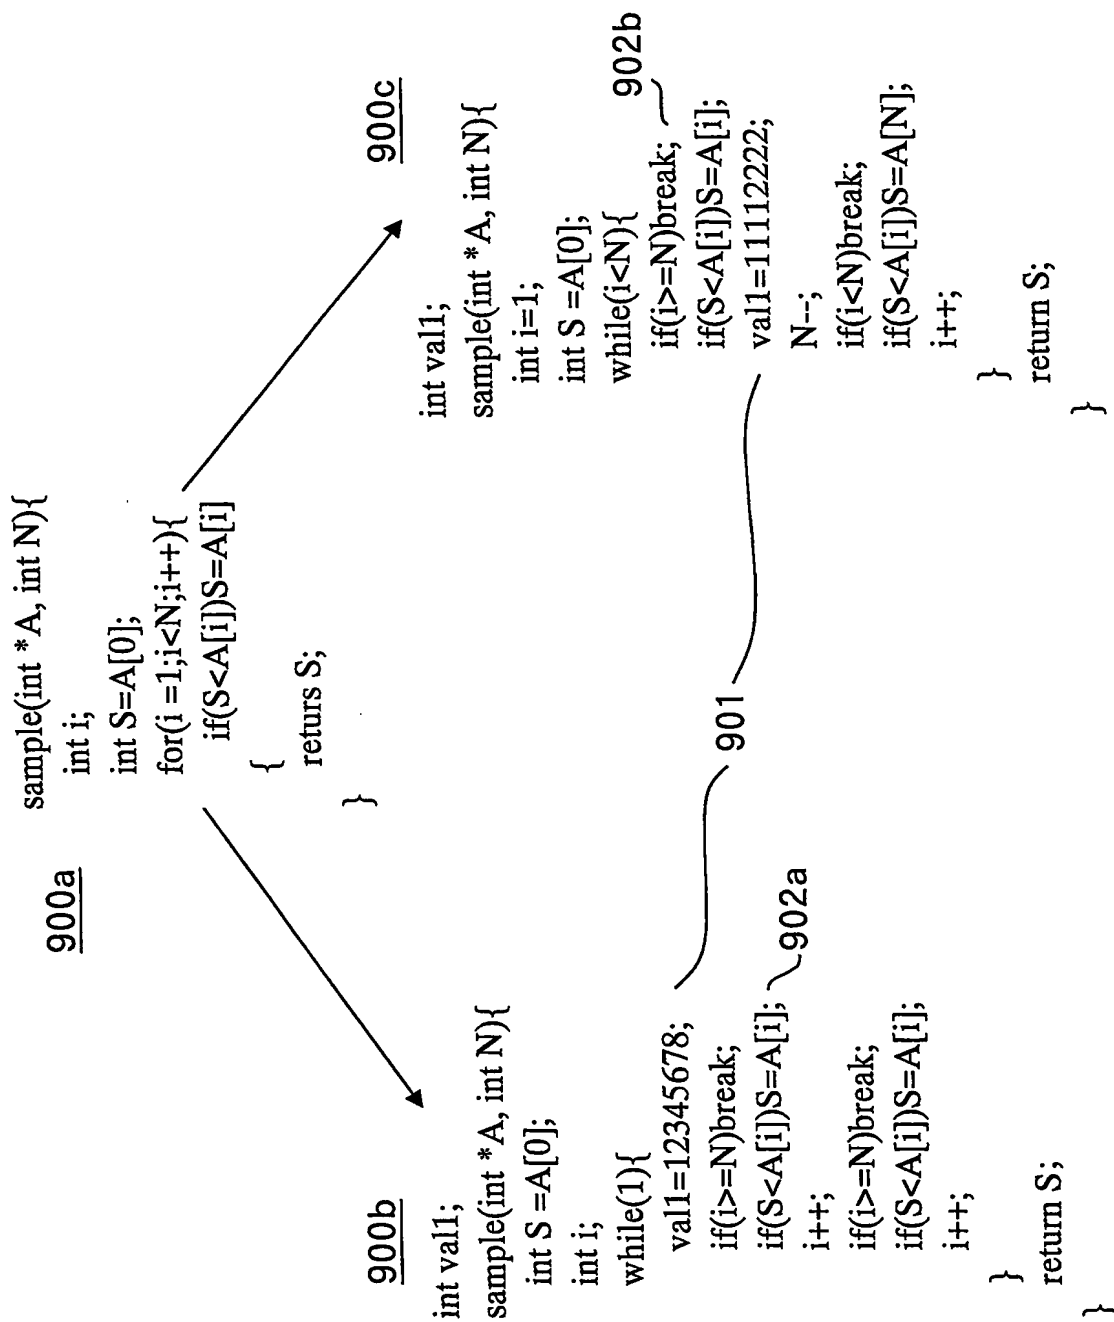 900a
sample(int *A, int N){
int i;
int S=A[0];
for(i =1;i<N;i++){
if(S<A[i])S=A[i]
{
returs S;
}
900b
int val1;
sample(int *A, int N){
int S =A[0];
int i;
while(1){
val1=12345678;
if(i>=N)break;
if(S<A[i])S=A[i];
i++;
if(i>=N)break;
if(S<A[i])S=A[i];
i++;
}
return S;
}
902a
901
900c
int val1;
sample(int *A, int N){
int i=1;
int S =A[0];
while(i<N){
if(i>=N)break;
if(S<A[i])S=A[i];
val1=11112222;
N--;
if(i<N)break;
if(S<A[i])S=A[N];
i++;
}
return S;
}
902b